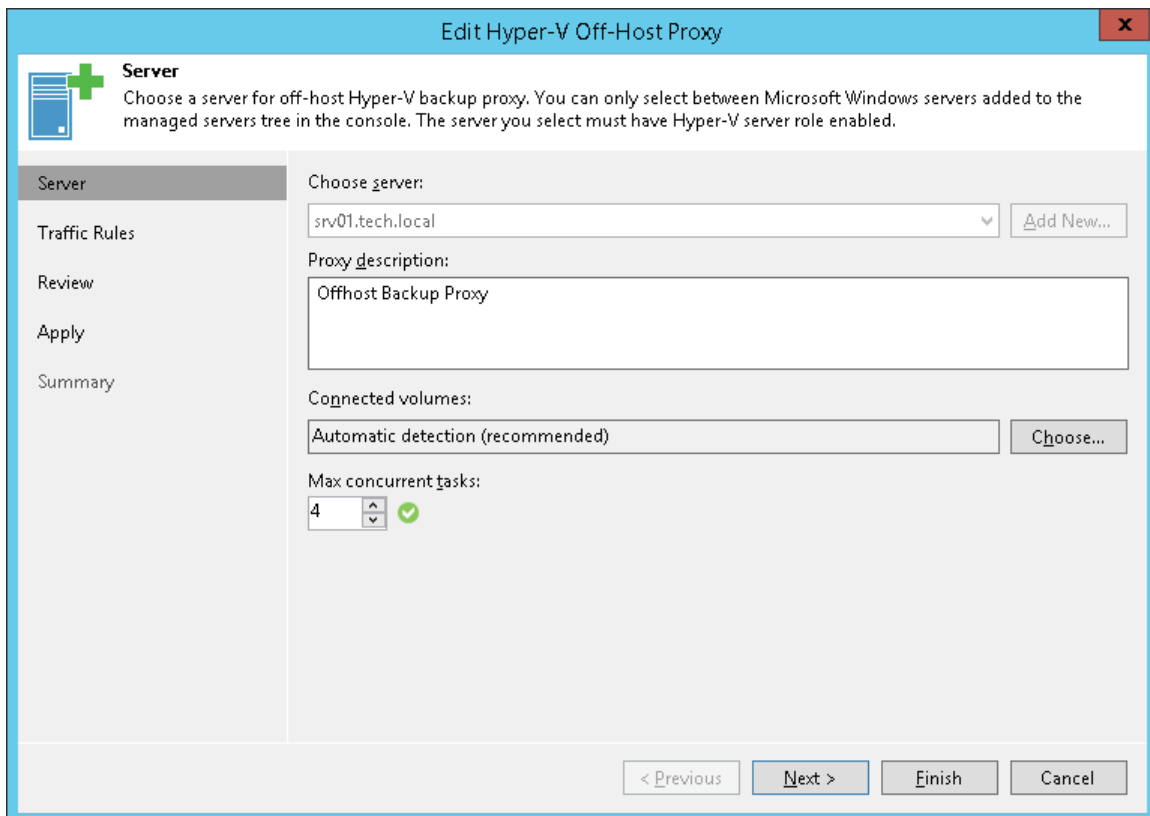 Edit Hyper-V Off-Host Proxy
x
Server
Choose a server for off-host Hyper-V backup proxy. You can only select between Microsoft Windows servers added to the
managed servers tree in the console. The server you select must have Hyper-V server role enabled.
Server
Traffic Rules
Review
Apply
Summary
Choose server:
srv01.tech.local
Add New...
Proxy description:
Offhost Backup Proxy
Connected volumes:
Automatic detection (recommended)
Choose...
Max concurrent tasks:
4
< Previous
Next >
Finish
Cancel